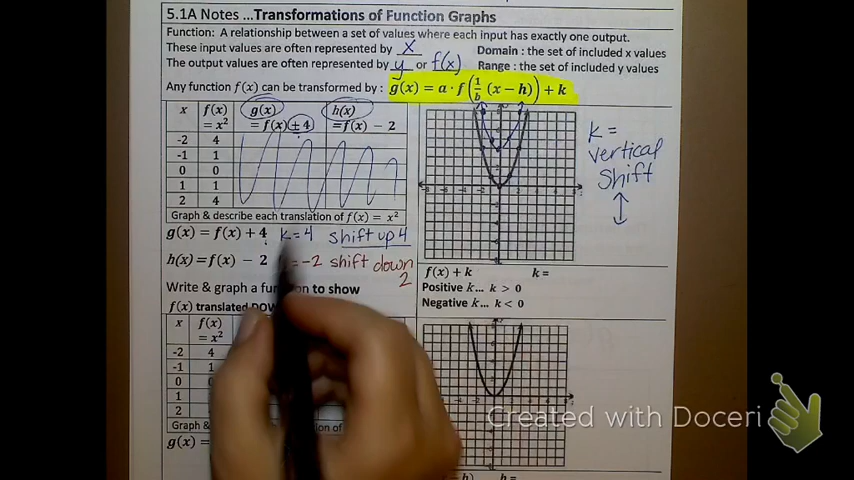 5.1A Notes ...Transformations of Function Graphs
Function: A relationship between a set of values where each input has exactly one output.
These input values are often represented by x
Domain : the set of included x values
The output values are often represented by y or f(x)
Range : the set of included y values
Any function f(x) can be transformed by : g(x) = a · f(1/b (x − h)) + k
x f(x) = x² g(x) = f(x) + 4 h(x) = f(x) − 2
-2 4
-1 1
0 0
1 1
2 4
Graph & describe each translation of f(x) = x²
g(x) = f(x) + 4 k = 4 shift up 4
h(x) = f(x) − 2 = -2 shift down 2
k =
vertical
shift
f(x) + k k =
Positive k... k > 0
Negative k... k < 0
Write & graph a to show
f(x) translated
x f(x) = x²
-2 4
-1 1
0
1
2
Graph & of
g(x) =
h =
Created with Doceri